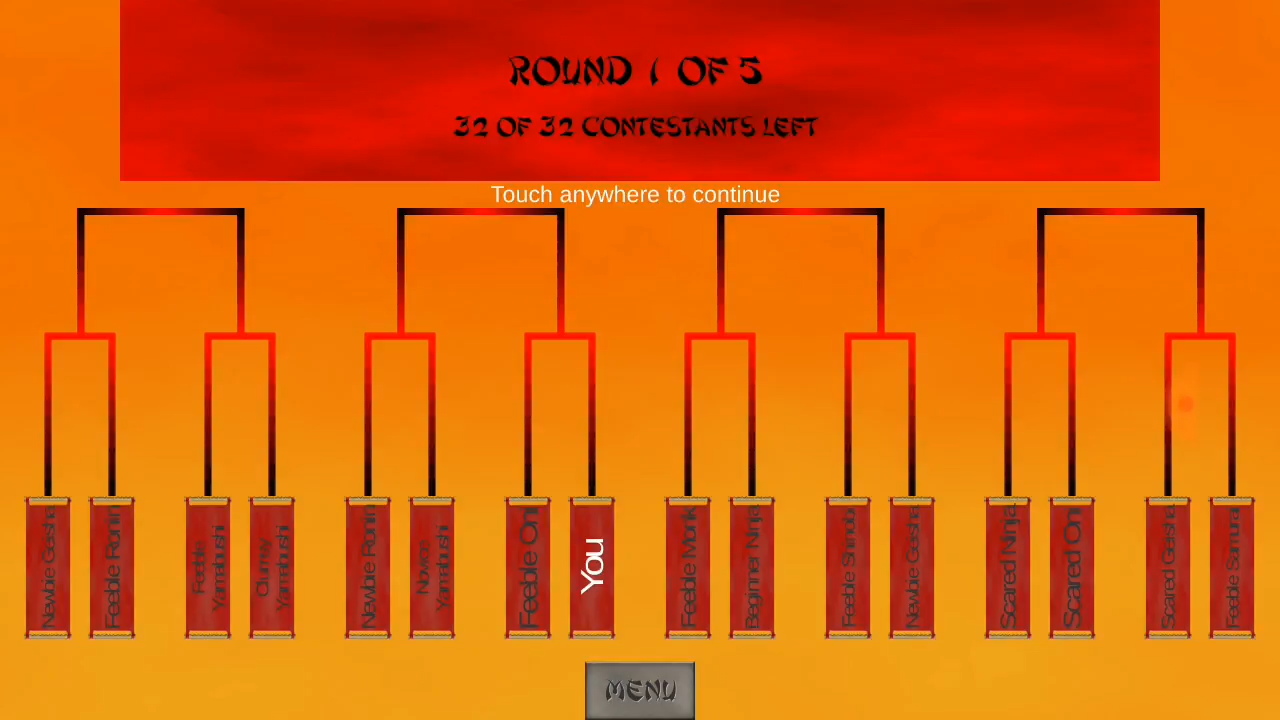 ROUND 1 OF 5
32 OF 32 CONTESTANTS LEFT
Touch anywhere to continue
Newbie Geisha
Feeble Ronin
Feeble
Yamabushi
Clumsy
Yamabushi
Newbie Ronin
Novice
Yamabushi
Feeble Oni
You
Feeble Monk
Beginner Ninja
Feeble Shinobi
Newbie Geisha
Scared Ninja
Scared Oni
Scared Geisha
Feeble Samurai
MENU